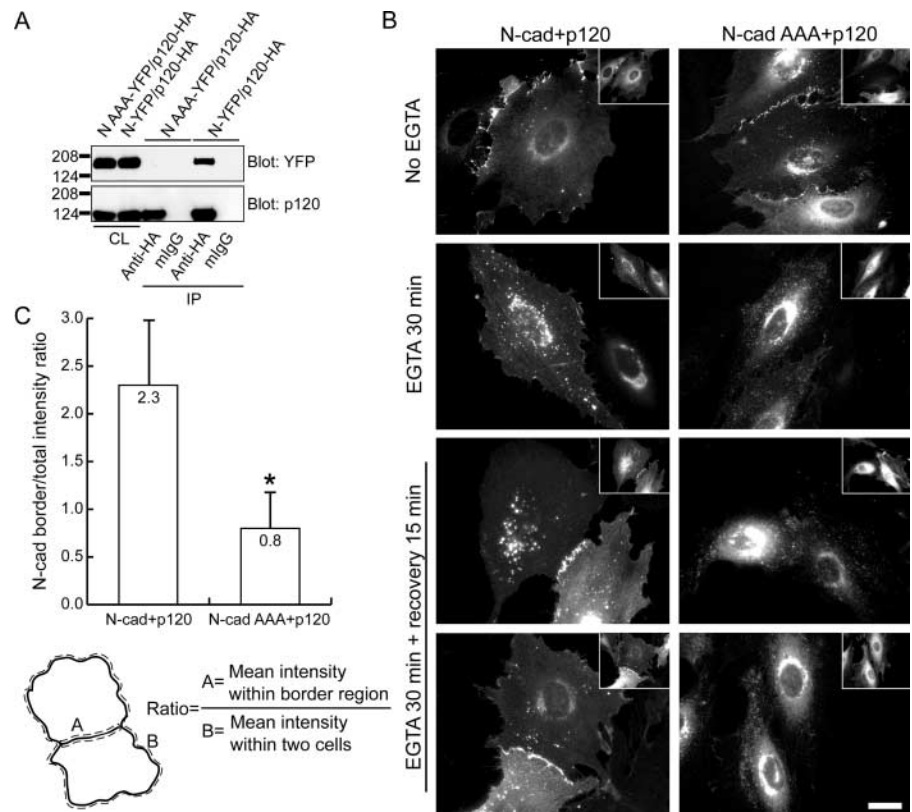 A
N AAA-YFP/p120-HA
N-YFP/p120-HA
N AAA-YFP/p120-HA
N-YFP/p120-HA
208
124
Blot: YFP
208
124
Blot: p120
CL
Anti-HA
mIgG
Anti-HA
mIgG
IP
B
N-cad+p120
N-cad AAA+p120
No EGTA
EGTA 30 min
EGTA 30 min + recovery 15 min
C
N-cad border/total intensity ratio
3.0
2.5
2.0
1.5
1.0
0.5
0.0
2.3
*
0.8
N-cad+p120
N-cad AAA+p120
A
B
Ratio=
A= Mean intensity
within border region
B= Mean intensity
within two cells